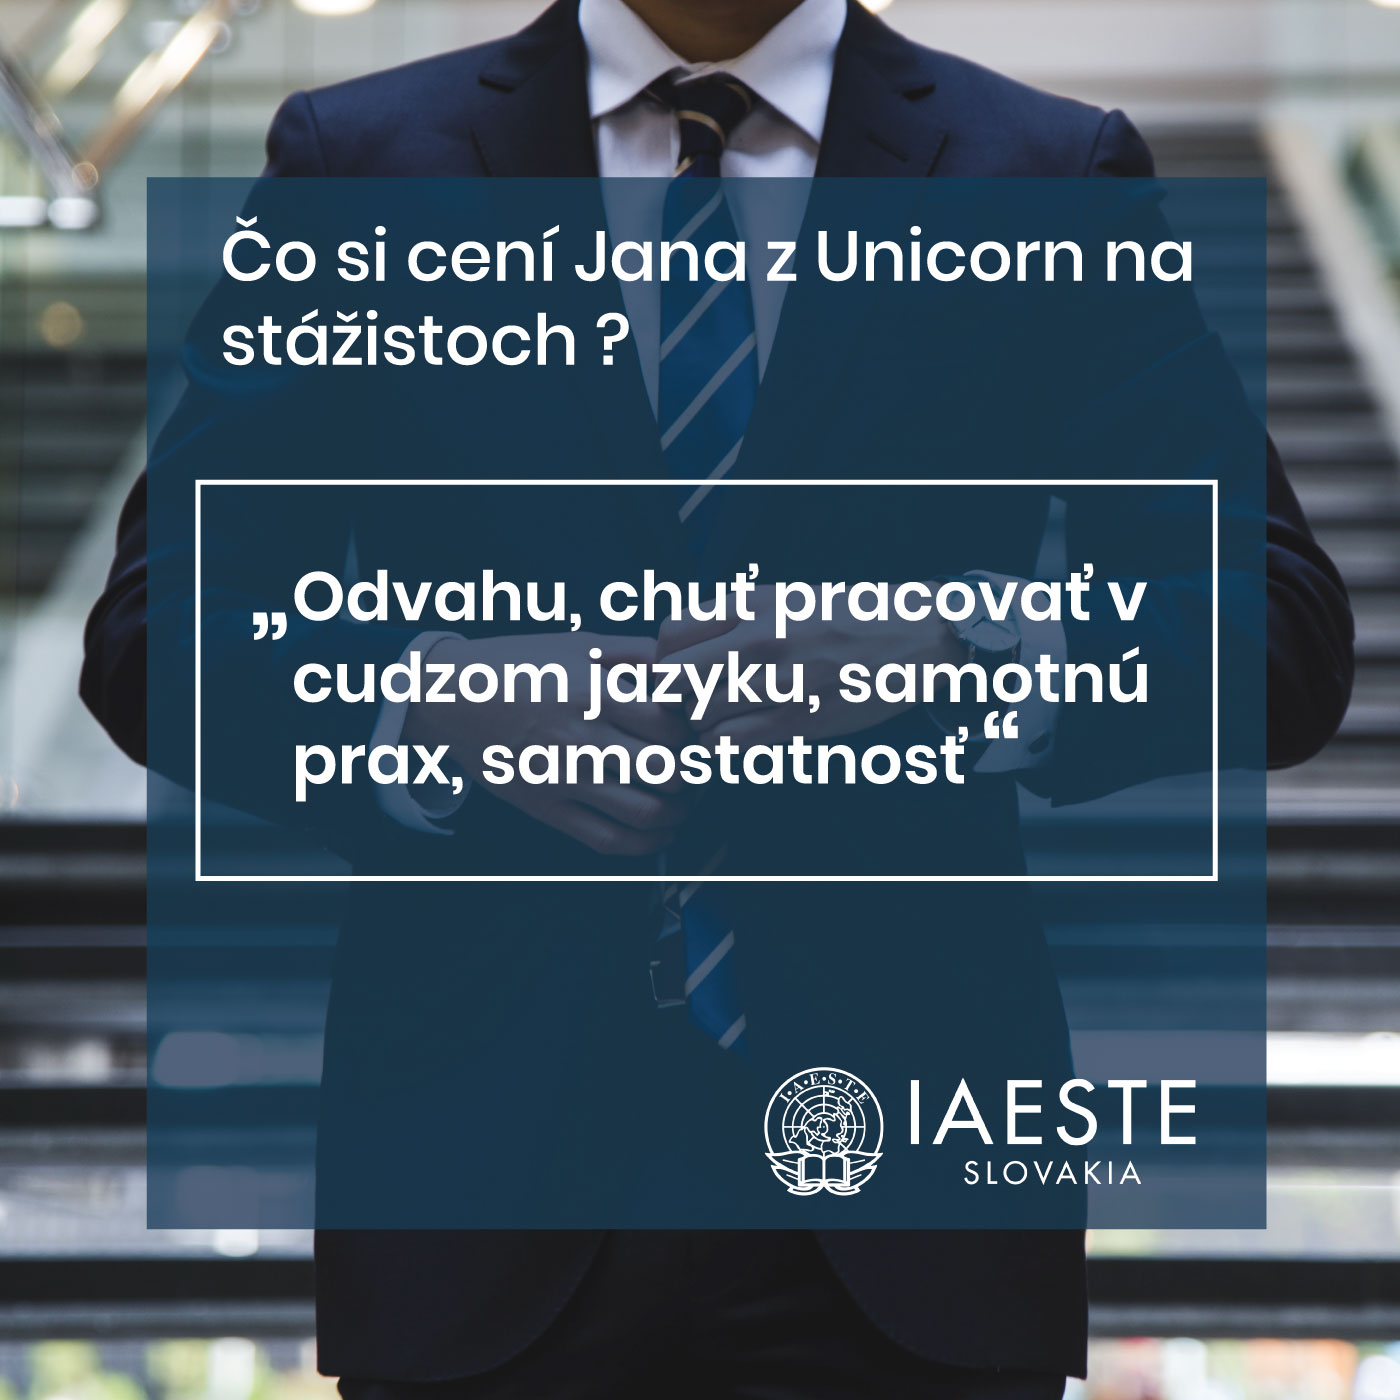 Čo si cení Jana z Unicorn na
stážistoch ?
„Odvahu, chuť pracovať v
cudzom jazyku, samotnú
prax, samostatnosť“
I·A·E·S·T·E
IAESTE
SLOVAKIA